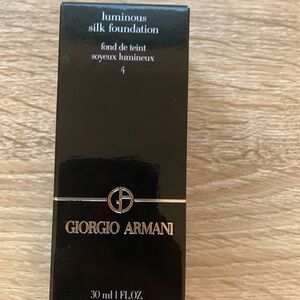 luminous
silk foundation
fond de teint
soyeux lumineux
4
GIORGIO ARMANI
30 ml 1 FL.OZ.